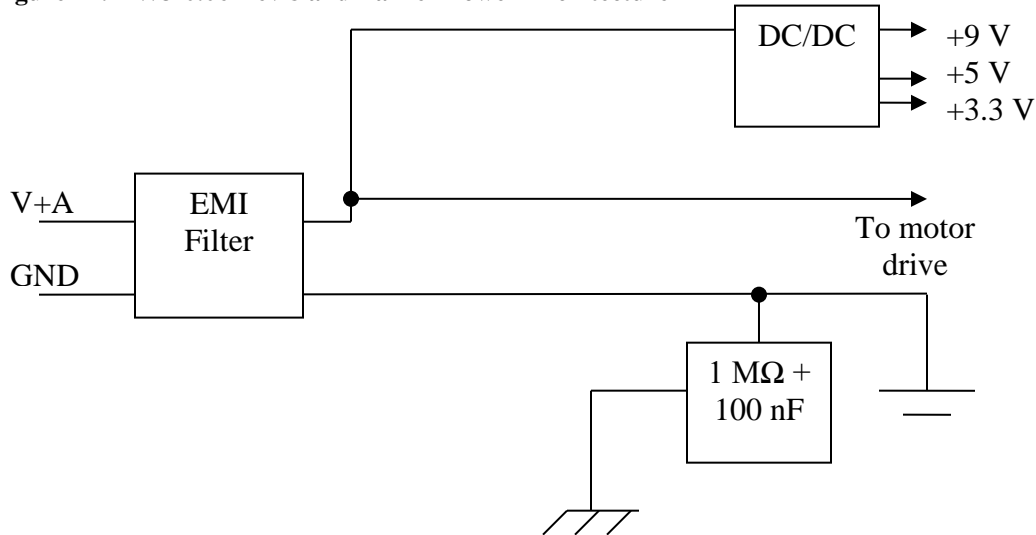 DC/DC
+9 V
+5 V
+3.3 V
V+A
EMI
Filter
To motor
drive
GND
1 MΩ +
100 nF